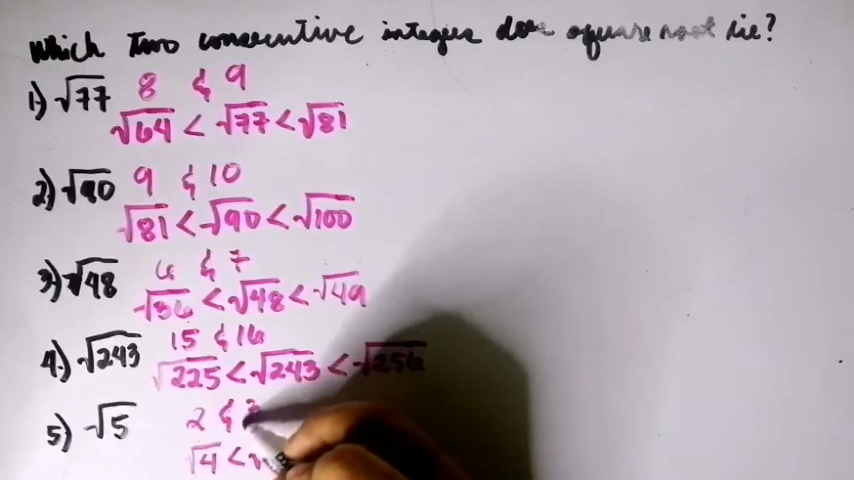 Which two consecutive integers does square root lie?
1.) √77 8 & 9
√64 < √77 < √81
2) √90 9 & 10
√81 < √90 < √100
3.) √48 6 & 7
√36 < √48 < √49
4.) √243 15 & 16
√225 < √243 < √256
5) √5 2 & 3
√4 <